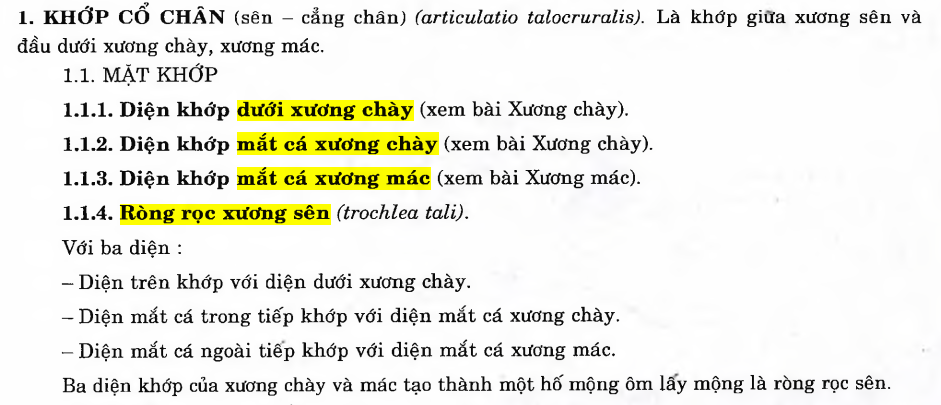 1. KHỚP CỔ CHÂN (sên – cẳng chân) (articulatio talocruralis). Là khớp giữa xương sên và
đầu dưới xương chày, xương mác.
1.1. MẶT KHỚP
1.1.1. Diện khớp dưới xương chày (xem bài Xương chày).
1.1.2. Diện khớp mắt cá xương chày (xem bài Xương chày).
1.1.3. Diện khớp mắt cá xương mác (xem bài Xương mác).
1.1.4. Ròng rọc xương sên (trochlea tali).
Với ba diện :
– Diện trên khớp với diện dưới xương chày.
– Diện mắt cá trong tiếp khớp với diện mắt cá xương chày.
– Diện mắt cá ngoài tiếp khớp với diện mắt cá xương mác.
Ba diện khớp của xương chày và mác tạo thành một hố mộng ôm lấy mộng là ròng rọc sên.